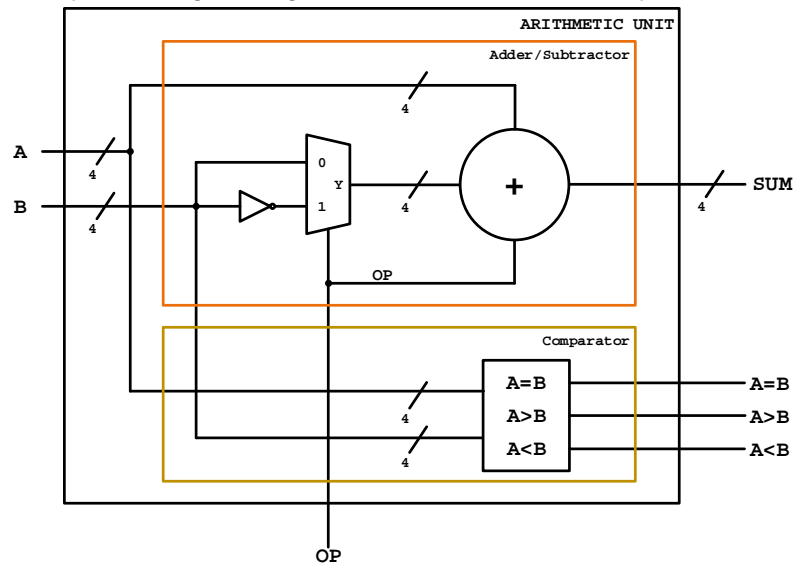 ARITHMETIC UNIT
Adder/Subtractor
4
A
4
0
Y
+
SUM
4
4
B
4
1
OP
Comparator
A=B
A=B
4
A>B
A>B
4
A<B
A<B
OP